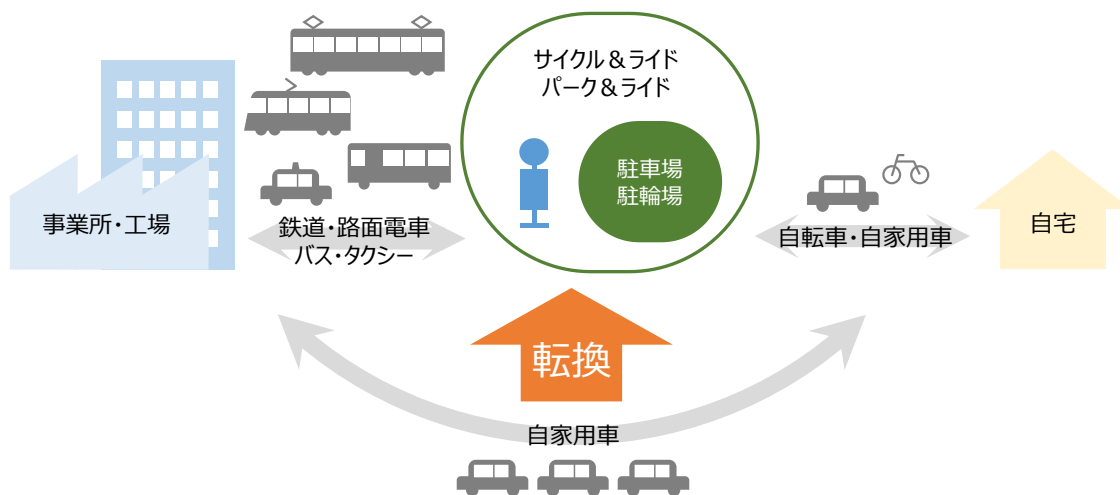 サイクル＆ライド
パーク＆ライド
駐車場
駐輪場
事業所・工場
鉄道・路面電車
バス・タクシー
自転車・自家用車
自宅
転換
自家用車